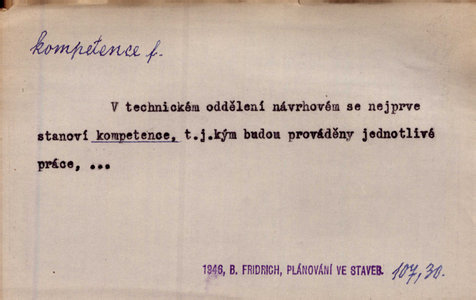 kompetence f.
V technickém oddělení návrhovém se nejprve
stanoví kompetence, t.j.kým budou prováděny jednotlivé
práce, ...
1946, B. FRIDRICH, PLÁNOVÁNÍ VE STAVEB. 107,30.